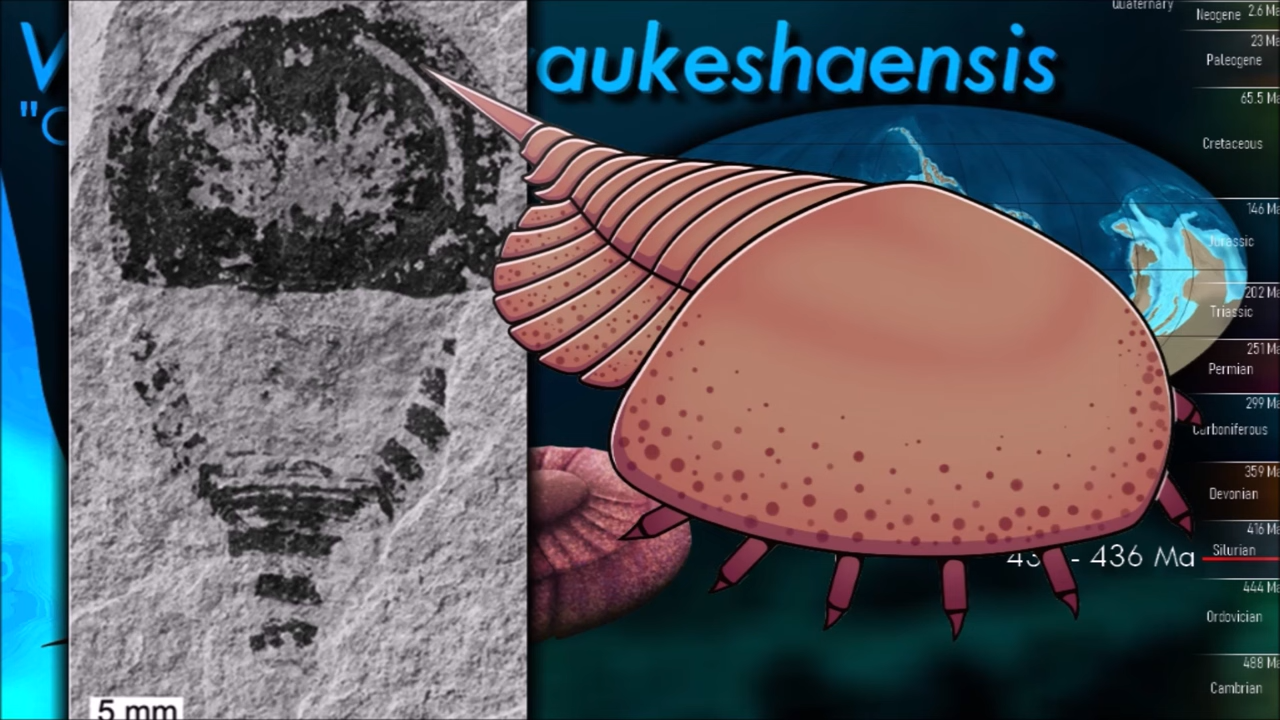 V aukeshaensis
"C
5 mm
43 - 436 Ma
Quaternary
2.6 Ma
Neogene
23 Ma
Paleogene
65.5 Ma
Cretaceous
146 Ma
Jurassic
202 Ma
Triassic
251 Ma
Permian
299 Ma
Carboniferous
359 Ma
Devonian
416 Ma
Silurian
444 Ma
Ordovician
488 Ma
Cambrian